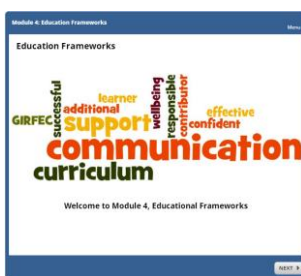 Module 4: Education Frameworks
Menu
Education Frameworks
GIRFEC
successful
learner
additional
support
wellbeing
responsible
contributor
effective
confident
communication
curriculum
Welcome to Module 4, Educational Frameworks
NEXT